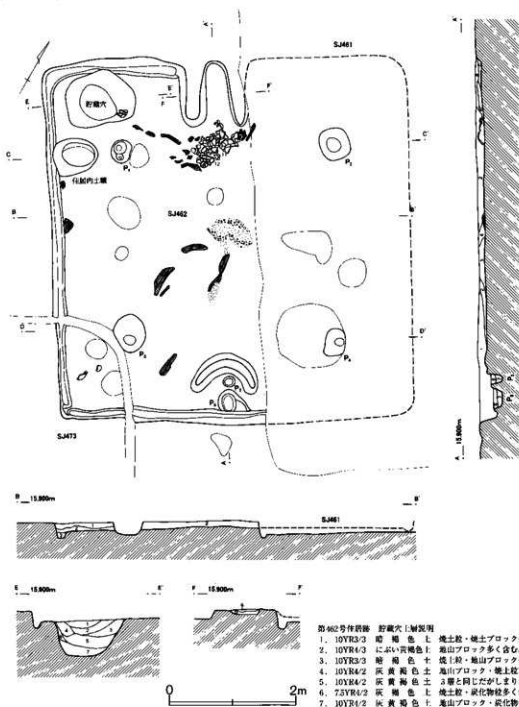 A'
SJ461
E
E'
F
F'
貯蔵穴
C
C'
住居内土壙
P₂
B
SJ462
B'
D
D'
SJ473
A
A'
A
15.900m
B 15.900m
B'
SJ461
E 15.900m
E'
F 15.900m
F'
0 2m
第462号住居跡 貯蔵穴土層説明
1. 10YR3/3 暗褐色土 焼土粒・焼土ブロック
2. 10YR4/3 にぶい黄褐色土 地山ブロック多く含む
3. 10YR3/3 暗褐色土 焼土粒・地山ブロック
4. 10YR4/2 灰黄褐色土 地山ブロック・焼土粒
5. 10YR4/2 灰黄褐色土 3層と同じだがしまり
6. 7.5YR4/2 灰褐色土 焼土粒・炭化物粒多く
7. 10YR4/2 灰黄褐色土 地山ブロック・炭化物